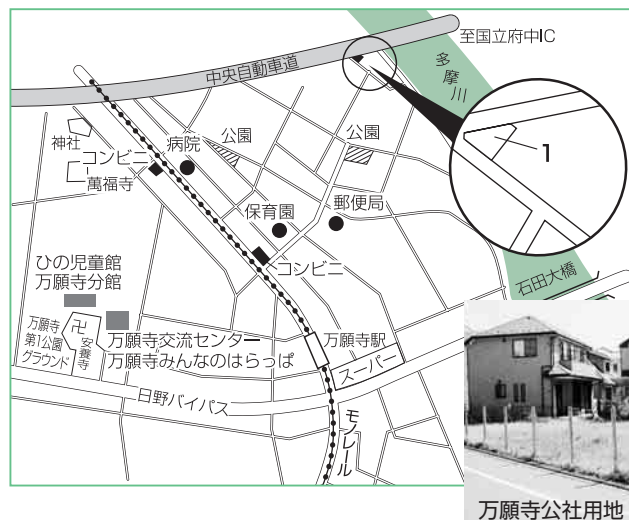 至国立府中IC
中央自動車道
多摩川
神社
コンビニ
病院
公園
公園
1
萬福寺
保育園
郵便局
コンビニ
ひの児童館
万願寺分館
石田大橋
万願寺
第1公園
グラウンド
卍
安養寺
万願寺交流センター
万願寺みんなのはらっぱ
万願寺駅
スーパー
日野バイパス
モノレール
万願寺公社用地